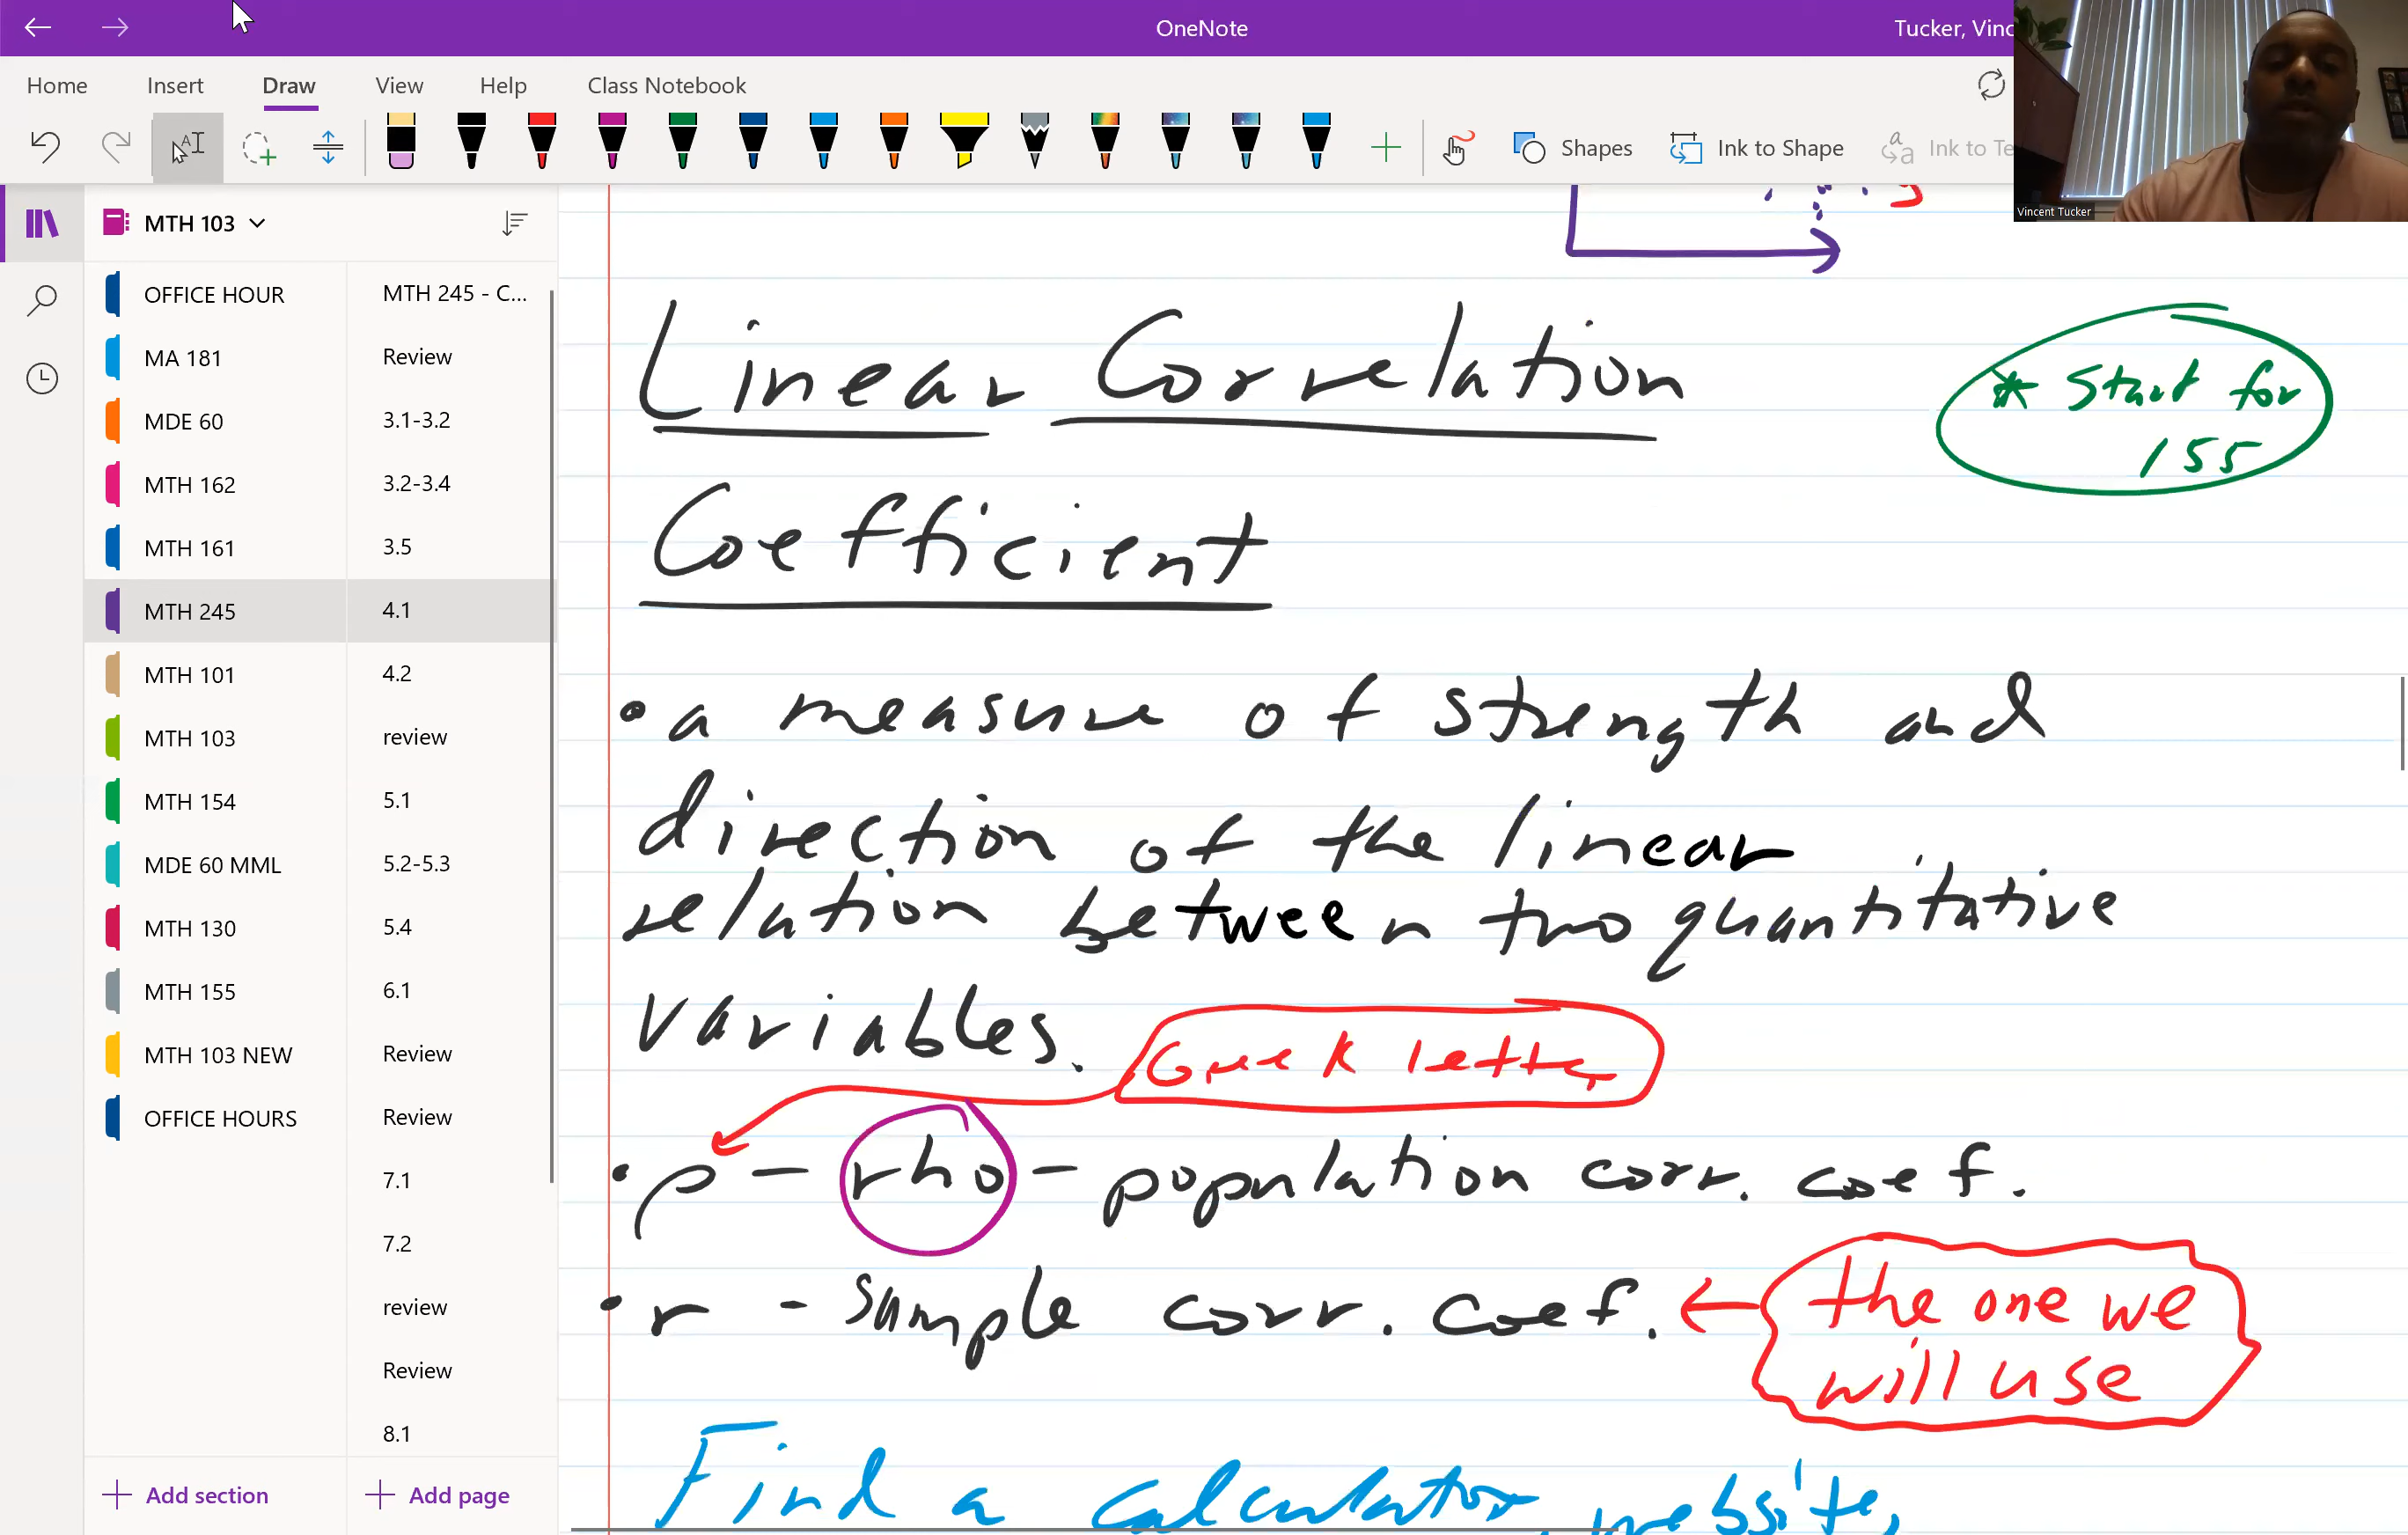 OneNote
Tucker, Vinc
Home Insert Draw View Help Class Notebook
Shapes Ink to Shape Ink to Te
Vincent Tucker
MTH 103
OFFICE HOUR
MA 181
MDE 60
MTH 162
MTH 161
MTH 245
MTH 101
MTH 103
MTH 154
MDE 60 MML
MTH 130
MTH 155
MTH 103 NEW
OFFICE HOURS
Add section
MTH 245 - C...
Review
3.1-3.2
3.2-3.4
3.5
4.1
4.2
review
5.1
5.2-5.3
5.4
6.1
Review
Review
7.1
7.2
review
Review
8.1
Add page
Linear Correlation
Coefficient
* Start for
155
• a measure of strength and
direction of the linear
relation between two quantitative
variables.
Greek letter
• ρ - rho - population corr. coef.
• r - sample corr. coef. ←
the one we
will use
Find a calculator, website,